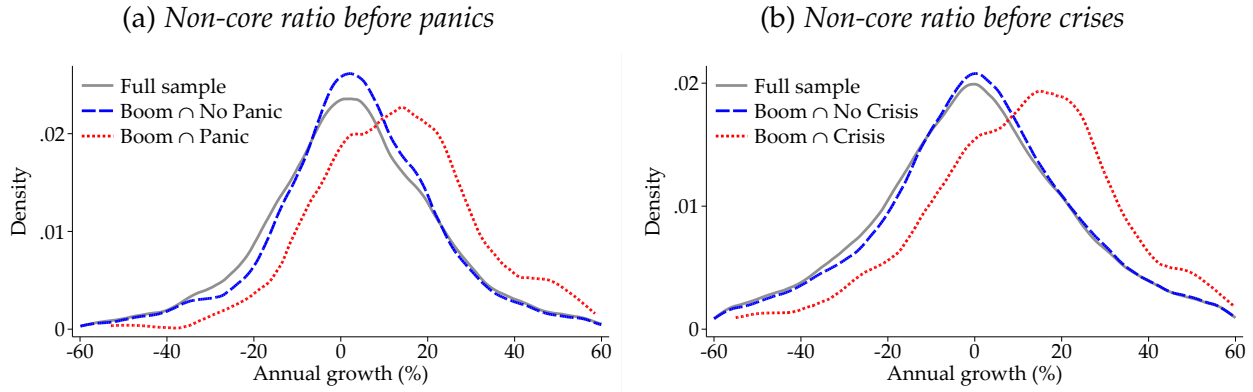 (a) Non-core ratio before panics
Full sample
Boom ∩ No Panic
Boom ∩ Panic
.02
.01
0
Density
-60 -40 -20 0 20 40 60
Annual growth (%)
(b) Non-core ratio before crises
Full sample
Boom ∩ No Crisis
Boom ∩ Crisis
.02
.01
0
Density
-60 -40 -20 0 20 40 60
Annual growth (%)